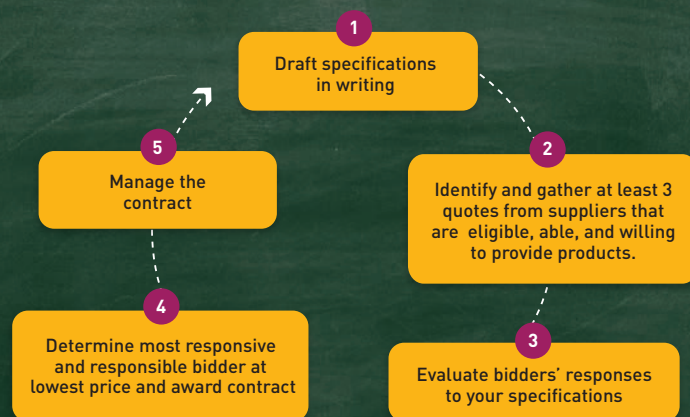 1
Draft specifications
in writing
2
Identify and gather at least 3
quotes from suppliers that
are eligible, able, and willing
to provide products.
3
Evaluate bidders’ responses
to your specifications
4
Determine most responsive
and responsible bidder at
lowest price and award contract
5
Manage the
contract